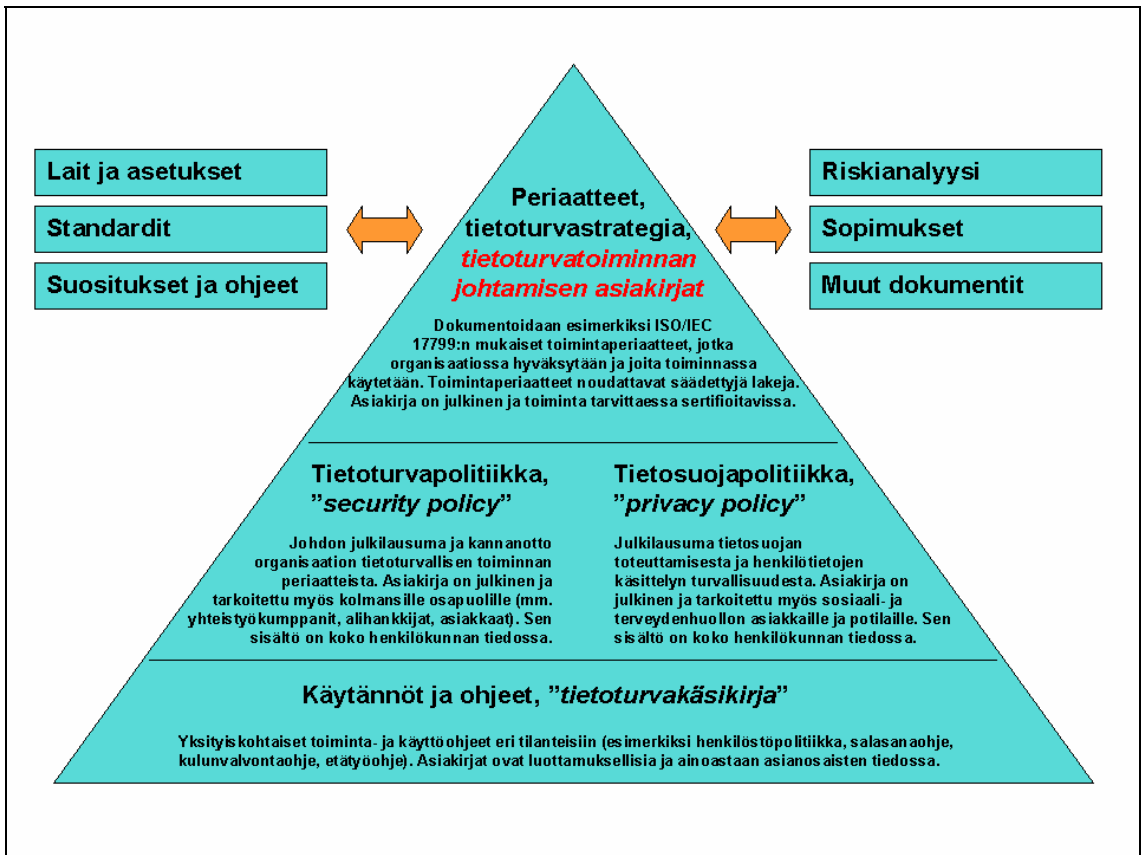 Lait ja asetukset
Standardit
Suositukset ja ohjeet
Periaatteet,
tietoturvastrategia,
tietoturvatoiminnan
johtamisen asiakirjat
Dokumentoidaan esimerkiksi ISO/IEC
17799:n mukaiset toimintaperiaatteet, jotka
organisaatiossa hyväksytään ja joita toiminnassa
käytetään. Toimintaperiaatteet noudattavat säädettyjä lakeja.
Asiakirja on julkinen ja toiminta tarvittaessa sertifioitavissa.
Riskianalyysi
Sopimukset
Muut dokumentit
Tietoturvapolitiikka,
”security policy”
Johdon julkilausuma ja kannanotto
organisaation tietoturvallisen toiminnan
periaatteista. Asiakirja on julkinen ja
tarkoitettu myös kolmansille osapuolille (mm.
yhteistyökumppanit, alihankkijat, asiakkaat). Sen
sisältö on koko henkilökunnan tiedossa.
Tietosuojapolitiikka,
”privacy policy”
Julkilausuma tietosuojan
toteuttamisesta ja henkilötietojen
käsittelyn turvallisuudesta. Asiakirja on
julkinen ja tarkoitettu myös sosiaali- ja
terveydenhuollon asiakkaille ja potilaille. Sen
sisältö on koko henkilökunnan tiedossa.
Käytännöt ja ohjeet, ”tietoturvakäsikirja”
Yksityiskohtaiset toiminta- ja käyttöohjeet eri tilanteisiin (esimerkiksi henkilöstöpolitiikka, salasanaohje,
kulunvalvontaohje, etätyöohje). Asiakirjat ovat luottamuksellisia ja ainoastaan asianosaisten tiedossa.